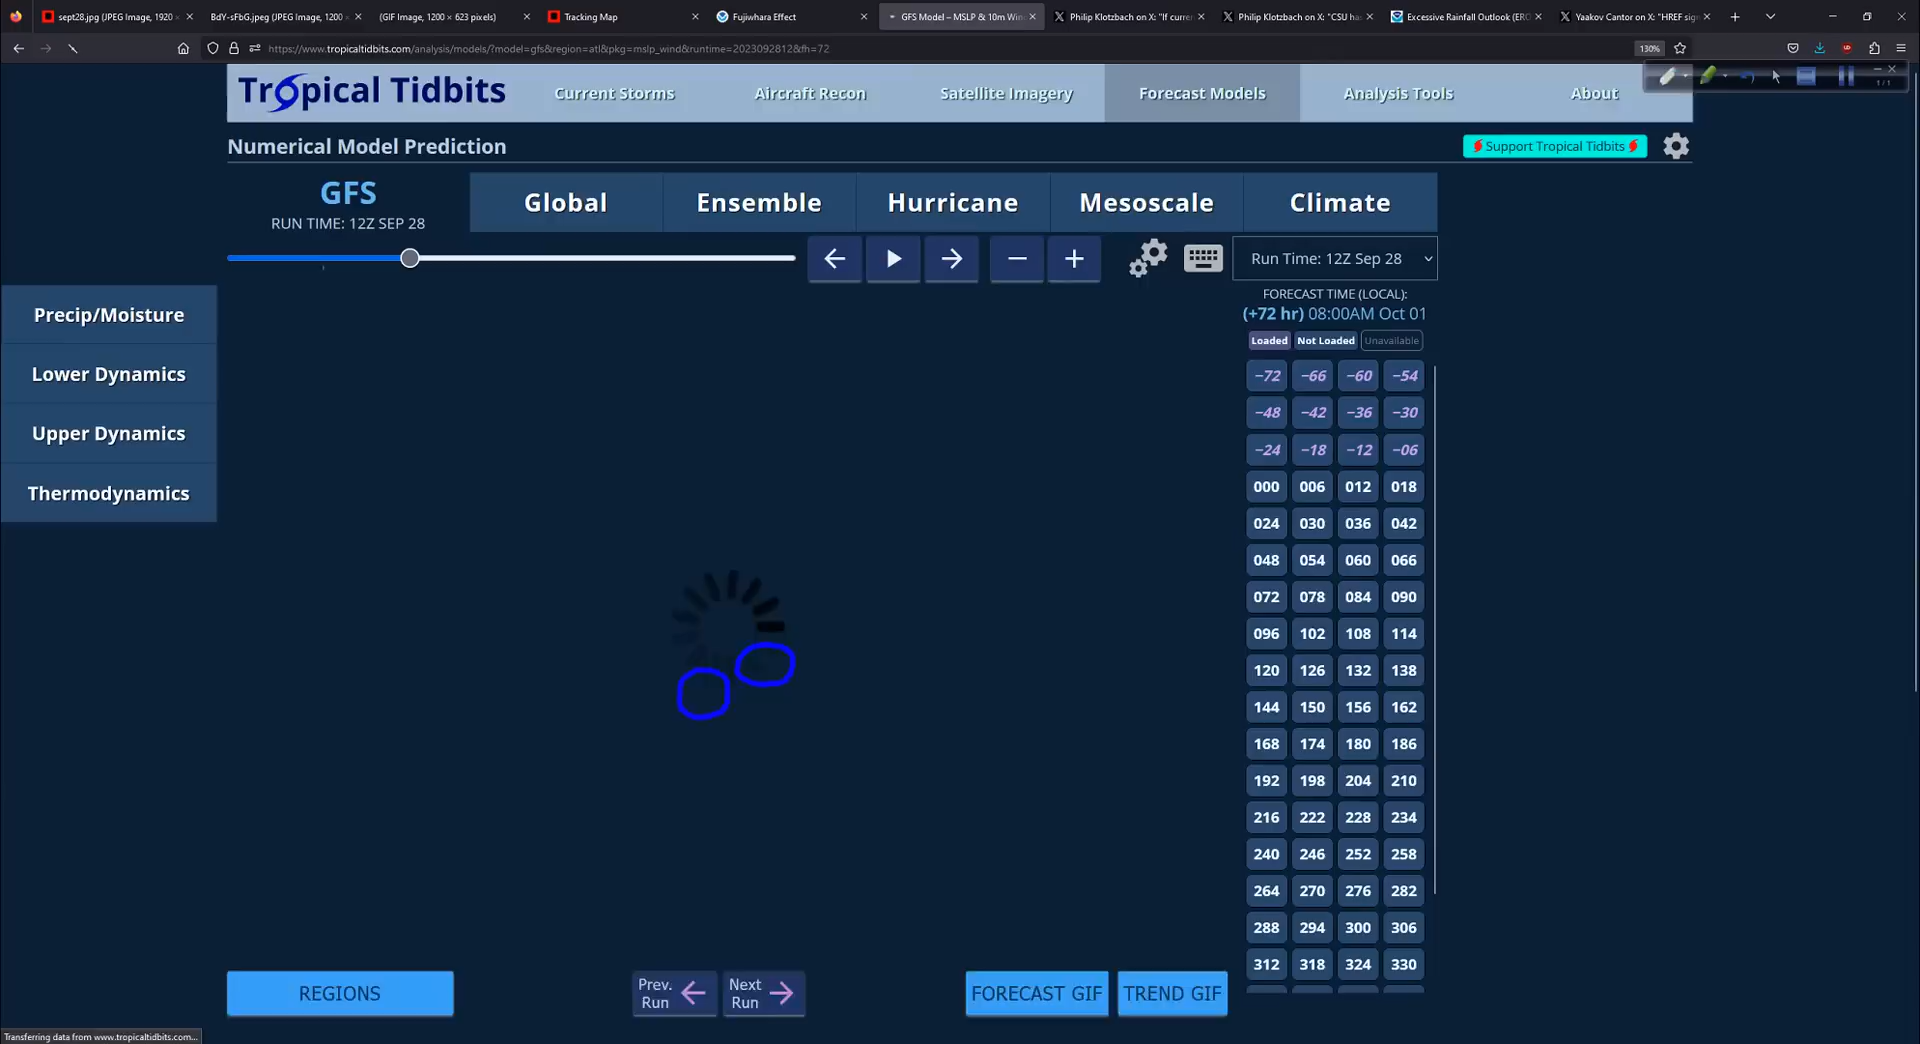 sept28.jpg (JPEG Image, 1920 ×
BdY-sFbG.jpeg (JPEG Image, 1200 ×
(GIF Image, 1200 × 623 pixels)
Tracking Map
Fujiwhara Effect
GFS Model – MSLP & 10m Win
Philip Klotzbach on X: "If curre
Philip Klotzbach on X: "CSU ha
Excessive Rainfall Outlook (ERO
Yaakov Cantor on X: "HREF sig
https://www.tropicaltidbits.com/analysis/models/?model=gfs&region=atl&pkg=mslp_wind&runtime=2023092812&fh=72
130%
1/1
Tropical Tidbits
Current Storms
Aircraft Recon
Satellite Imagery
Forecast Models
Analysis Tools
About
Numerical Model Prediction
Support Tropical Tidbits
GFS
RUN TIME: 12Z SEP 28
Global
Ensemble
Hurricane
Mesoscale
Climate
Run Time: 12Z Sep 28
FORECAST TIME (LOCAL):
(+72 hr) 08:00AM Oct 01
Loaded Not Loaded Unavailable
Precip/Moisture
Lower Dynamics
Upper Dynamics
Thermodynamics
−72 −66 −60 −54
−48 −42 −36 −30
−24 −18 −12 −06
000 006 012 018
024 030 036 042
048 054 060 066
072 078 084 090
096 102 108 114
120 126 132 138
144 150 156 162
168 174 180 186
192 198 204 210
216 222 228 234
240 246 252 258
264 270 276 282
288 294 300 306
312 318 324 330
REGIONS
Prev. Run
Next Run
FORECAST GIF
TREND GIF
Transferring data from www.tropicaltidbits.com...